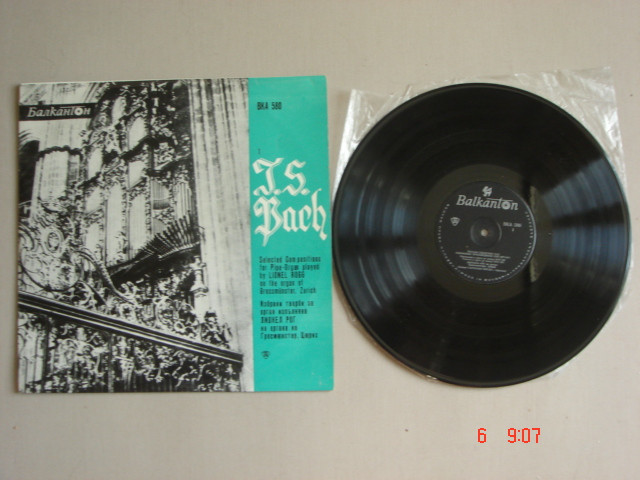 Балкантон
ВКА 580
J.S.
Bach
Selected Compositions
for Pipe-Organ played
by LIONEL ROGG
on the organ of
Grossmünster, Zurich
Избрани творби за
орган изпълнява
ЛИОНЕЛ РОГ
на органа на
Гросмюнстер, Цюрих
Balkanton
6 9:07